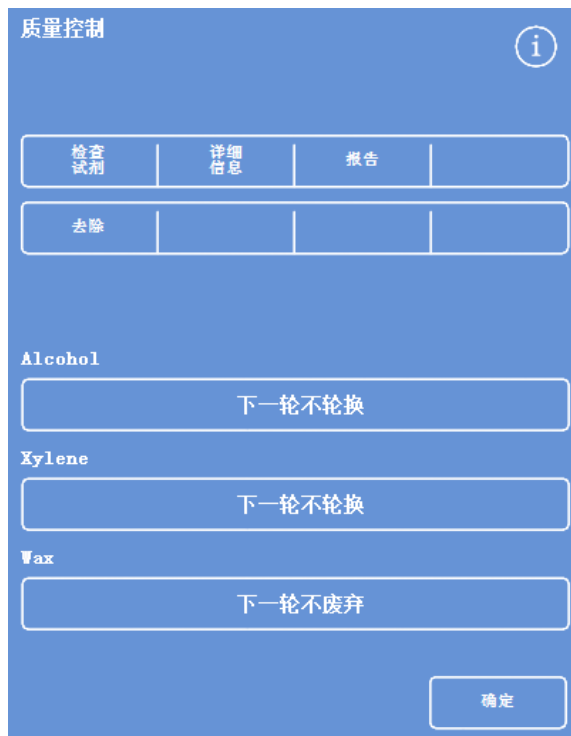 质量控制
i
检查 详细 报告
试剂 信息
去除
Alcohol
下一轮不轮换
Xylene
下一轮不轮换
Wax
下一轮不废弃
确定